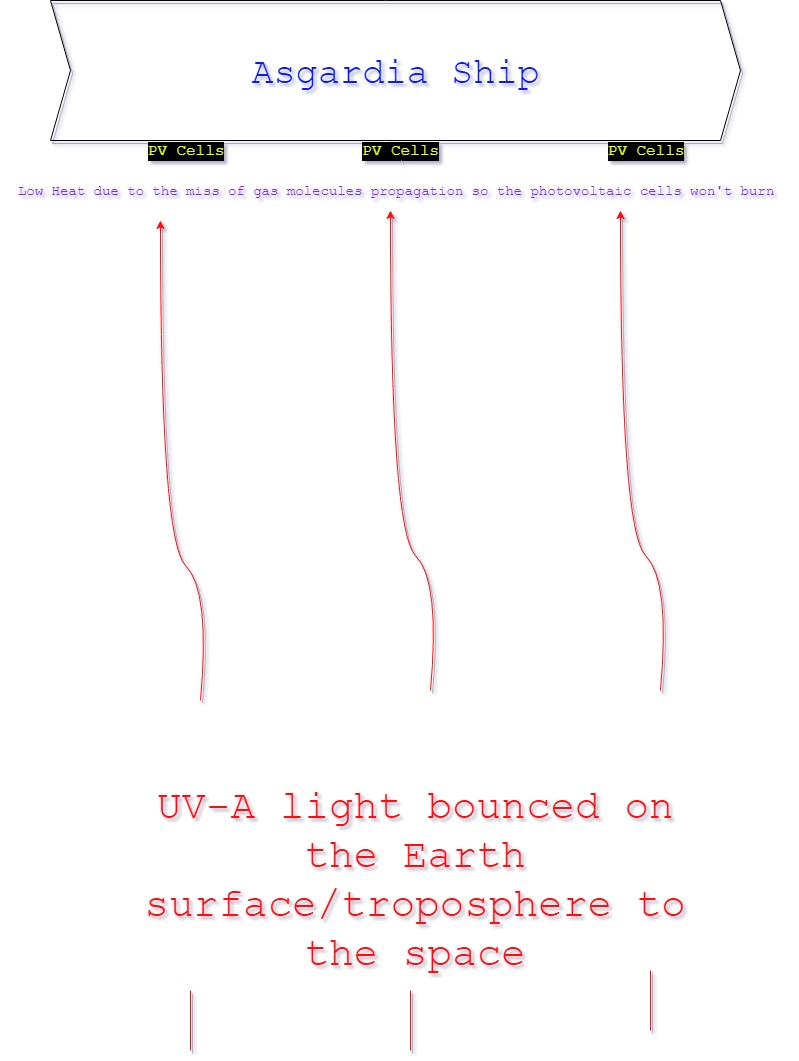 Asgardia Ship
PV Cells PV Cells PV Cells
Low Heat due to the miss of gas molecules propagation so the photovoltaic cells won't burn
UV-A light bounced on
the Earth
surface/troposphere to
the space